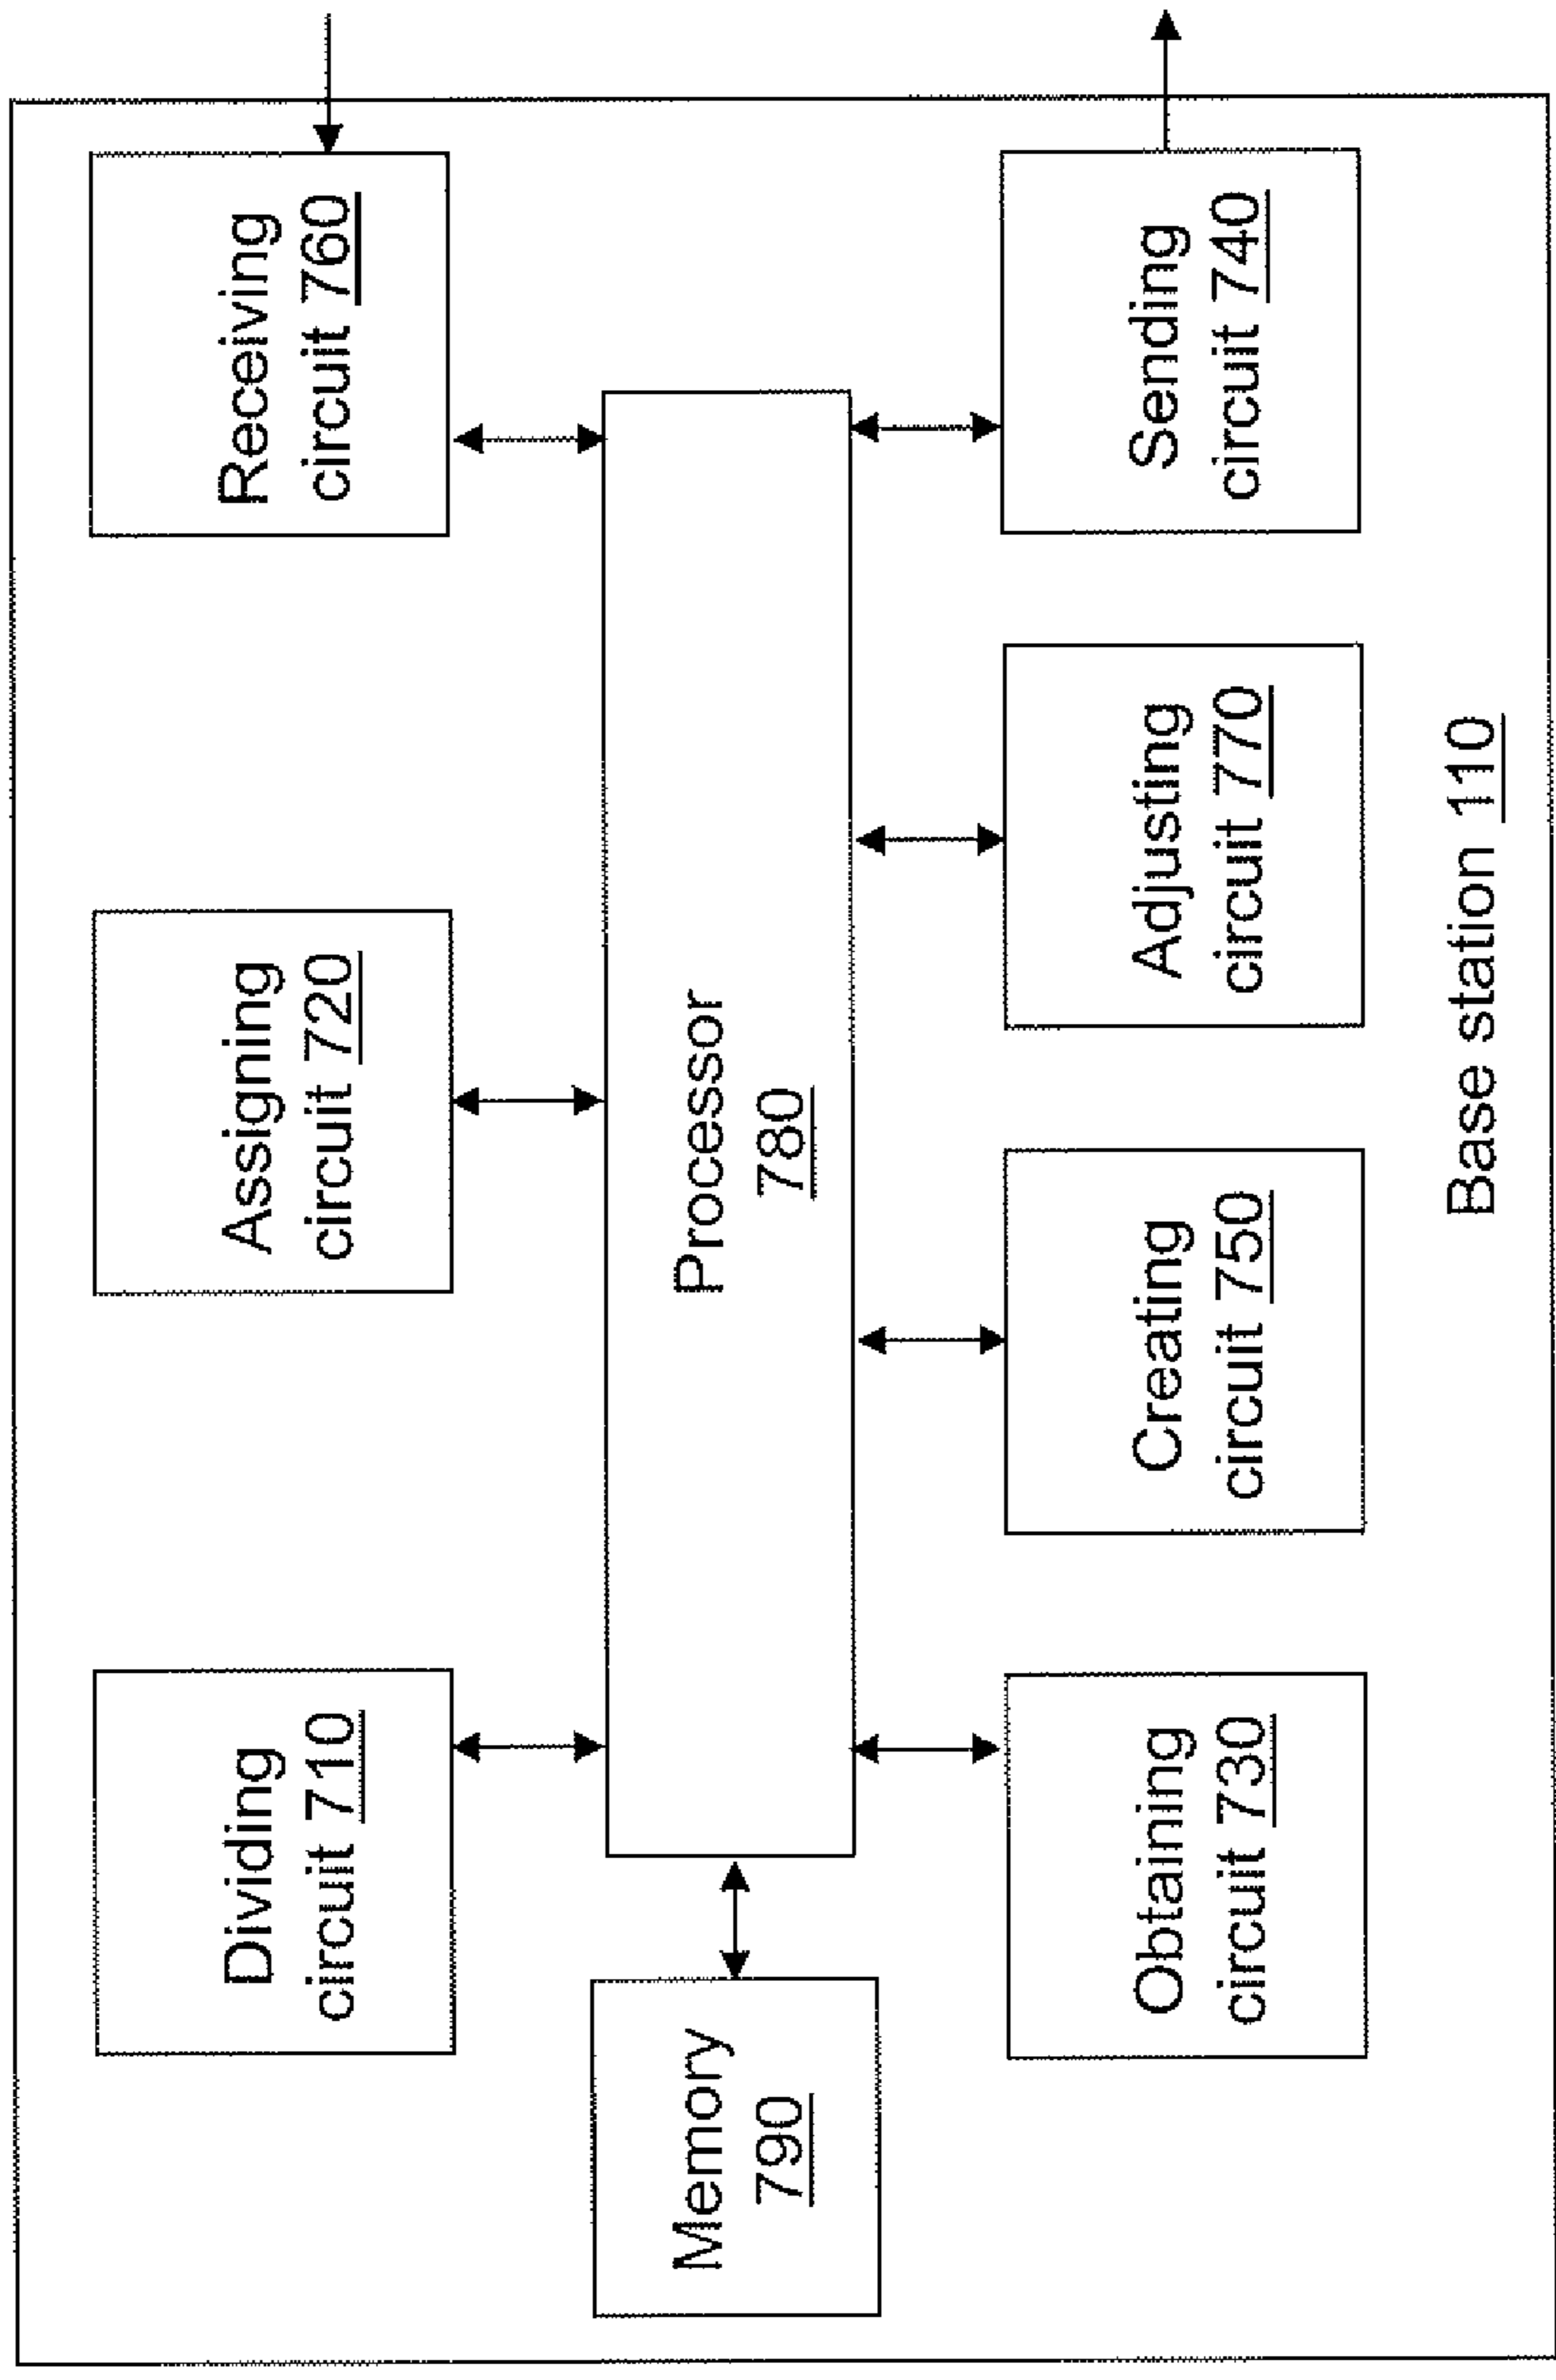 Dividing
circuit 710
Assigning
circuit 720
Receiving
circuit 760
Memory
790
Processor
780
Obtaining
circuit 730
Creating
circuit 750
Adjusting
circuit 770
Sending
circuit 740
Base station 110